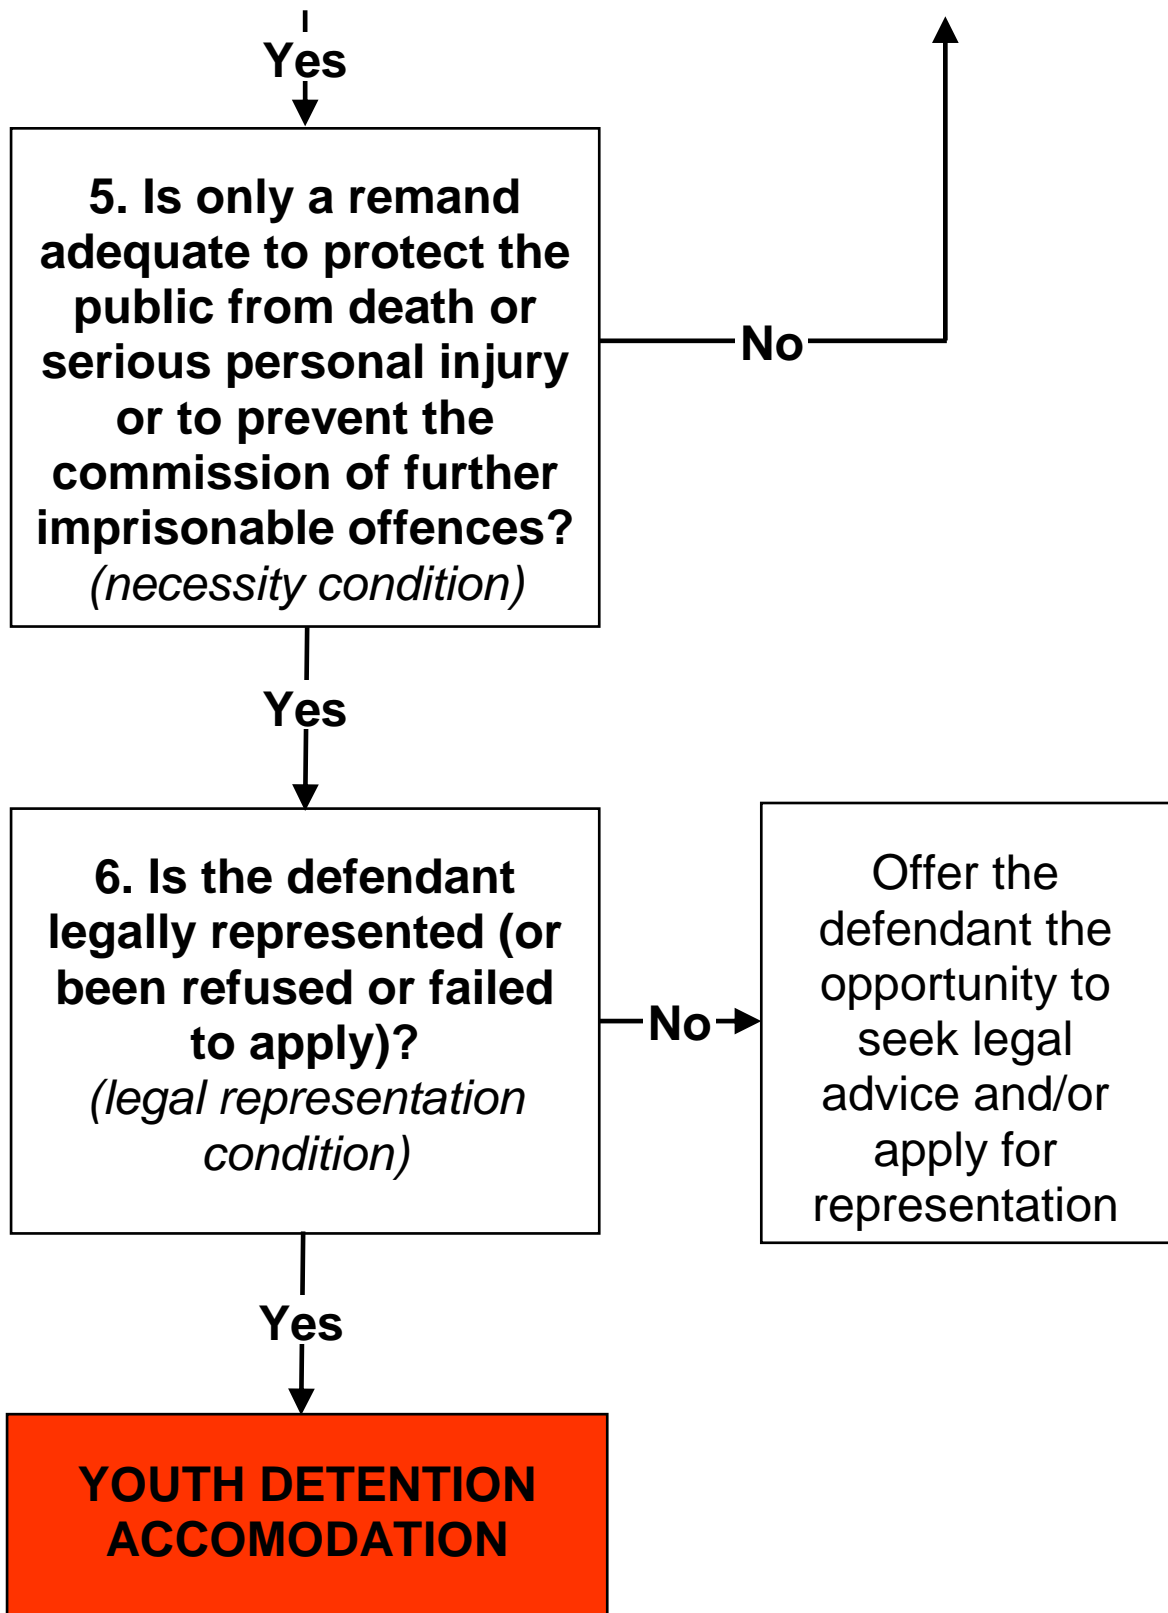 Yes
5. Is only a remand
adequate to protect the
public from death or
serious personal injury
or to prevent the
commission of further
imprisonable offences?
(necessity condition)
No
Yes
6. Is the defendant
legally represented (or
been refused or failed
to apply)?
(legal representation
condition)
No
Offer the
defendant the
opportunity to
seek legal
advice and/or
apply for
representation
Yes
YOUTH DETENTION
ACCOMODATION